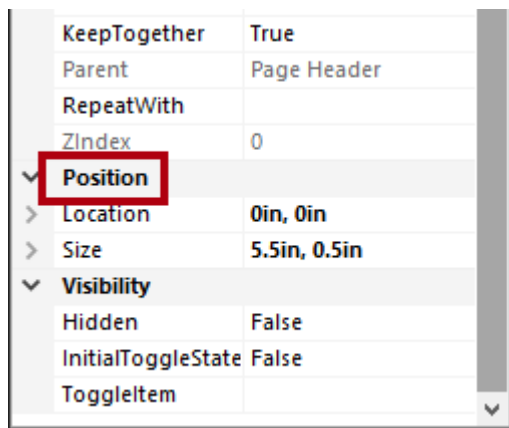 KeepTogether True
Parent Page Header
RepeatWith
ZIndex 0
Position
Location 0in, 0in
Size 5.5in, 0.5in
Visibility
Hidden False
InitialToggleState False
ToggleItem